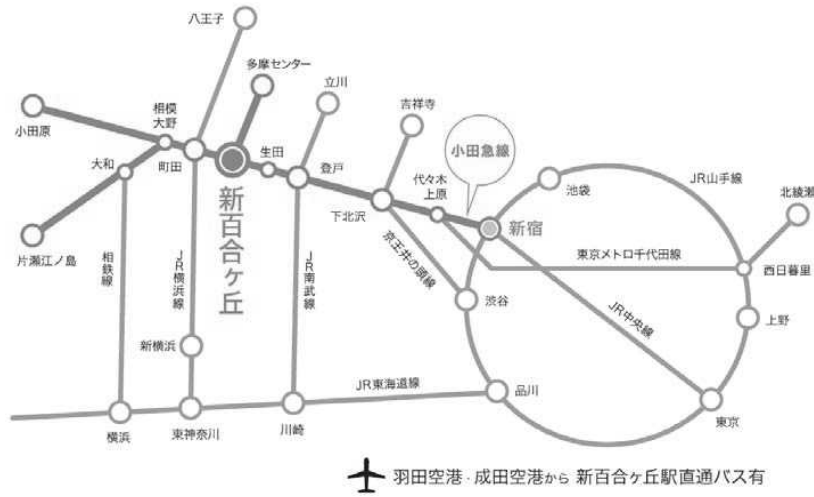 八王子
多摩センター
立川
吉祥寺
小田急線
小田原
相模
大野
大和
町田
生田
登戸
下北沢
代々木
上原
新宿
池袋
JR山手線
北綾瀬
新百合ヶ丘
片瀬江ノ島
相鉄線
JR横浜線
JR南武線
京王井の頭線
東京メトロ千代田線
西日暮里
渋谷
JR中央線
上野
新横浜
JR東海道線
品川
東京
横浜
東神奈川
川崎
羽田空港・成田空港から 新百合ヶ丘駅直通バス有